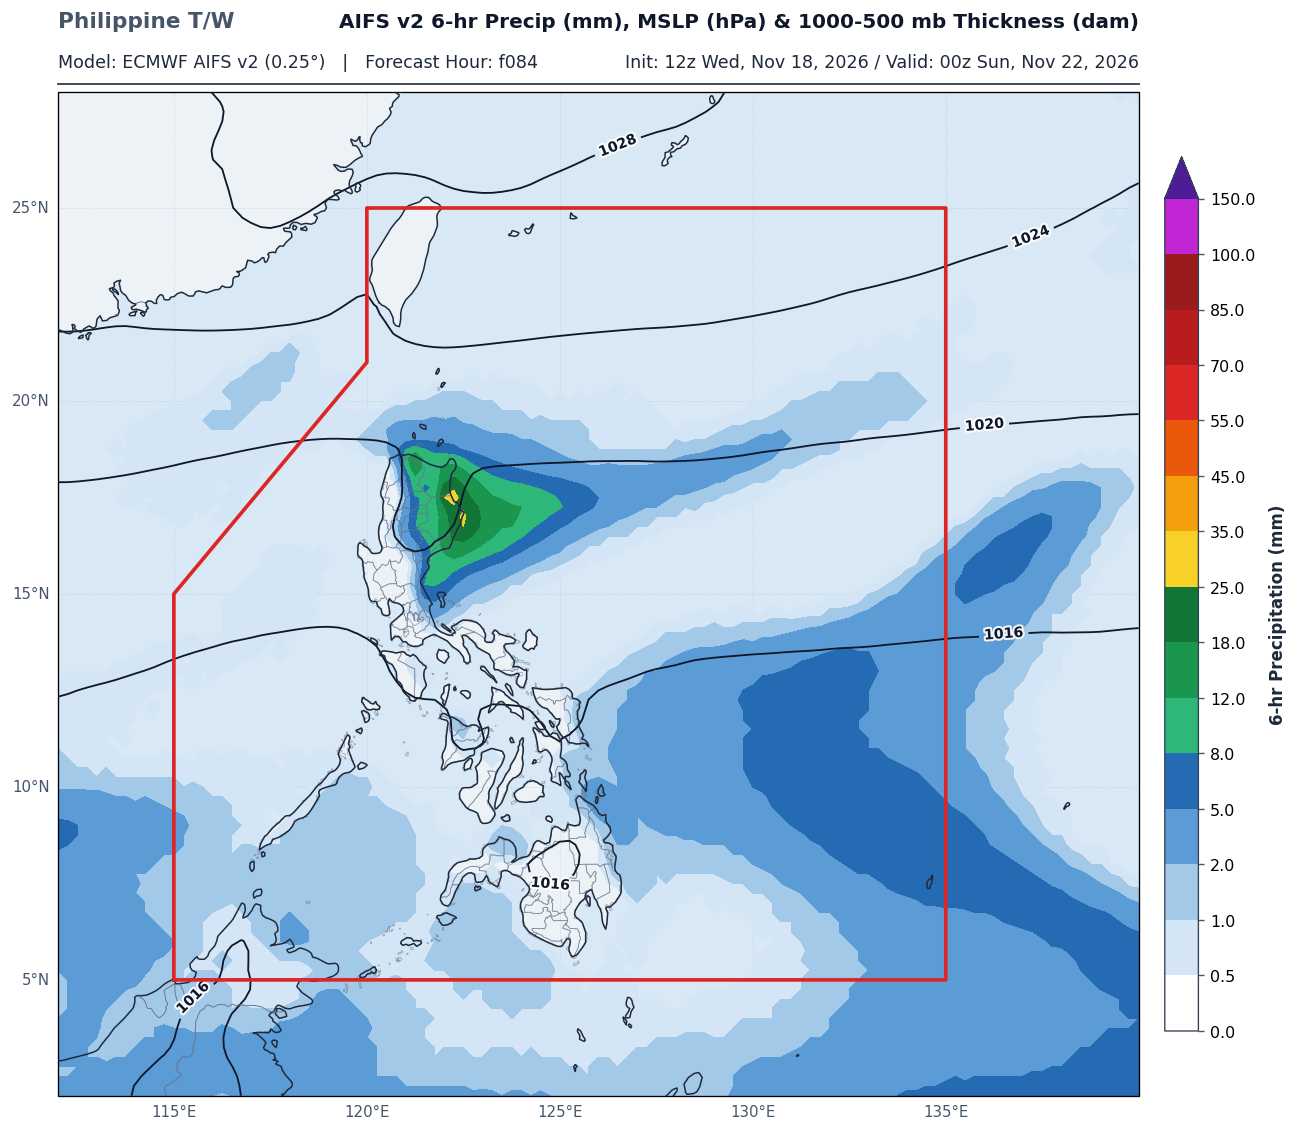 Philippine T/W
AIFS v2 6-hr Precip (mm), MSLP (hPa) & 1000-500 mb Thickness (dam)
Model: ECMWF AIFS v2 (0.25°) | Forecast Hour: f084
Init: 12z Wed, Nov 18, 2026 / Valid: 00z Sun, Nov 22, 2026
1028
1024
1020
1016
1016
1016
25°N
20°N
15°N
10°N
5°N
115°E
120°E
125°E
130°E
135°E
150.0
100.0
85.0
70.0
55.0
45.0
35.0
25.0
18.0
12.0
8.0
5.0
2.0
1.0
0.5
0.0
6-hr Precipitation (mm)